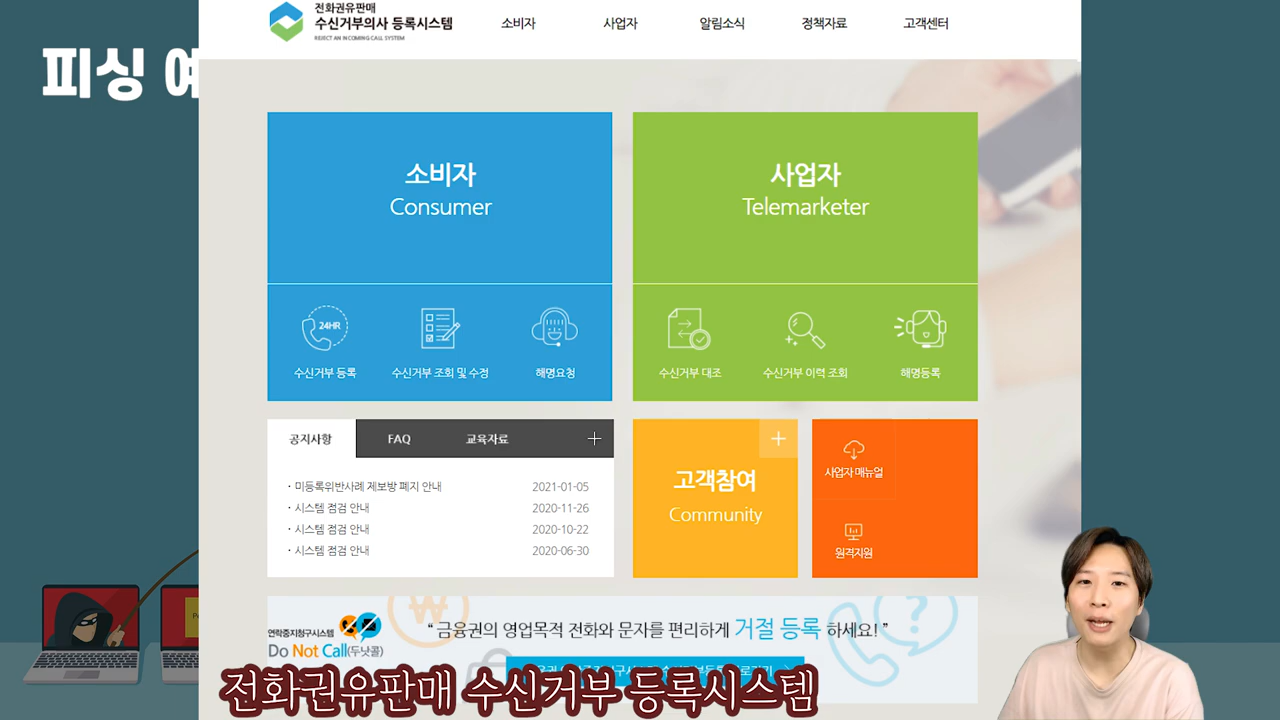 피싱
전화권유판매
수신거부의사 등록시스템
REJECT AN INCOMING CALL SYSTEM
소비자
사업자
알림소식
정책자료
고객센터
소비자
Consumer
사업자
Telemarketer
24HR
수신거부 등록
수신거부 조회 및 수정
해명요청
수신거부 대조
수신거부 이력 조회
해명등록
공지사항
FAQ
교육자료
· 미등록위반사례 제보방 폐지 안내 2021-01-05
· 시스템 점검 안내 2020-11-26
· 시스템 점검 안내 2020-10-22
· 시스템 점검 안내 2020-06-30
고객참여
Community
사업자 매뉴얼
원격지원
연락중지청구시스템
Do Not Call(두낫콜)
“ 금융권의 영업목적 전화와 문자를 편리하게 거절 등록 하세요! ”
전화권유판매 수신거부 등록시스템